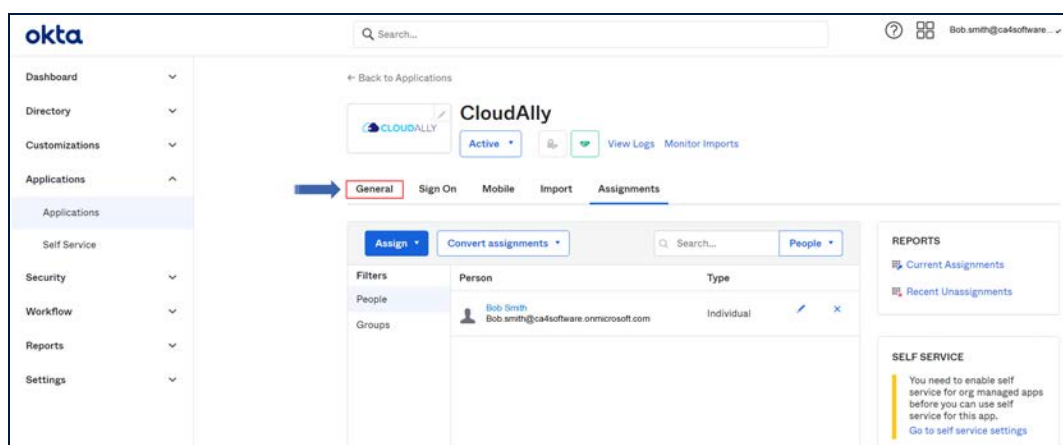 okta
Search...
Bob.smith@ca4software...
Dashboard
Directory
Customizations
Applications
Applications
Self Service
Security
Workflow
Reports
Settings
← Back to Applications
CLOUDALLY
CloudAlly
Active
View Logs Monitor Imports
General Sign On Mobile Import Assignments
Assign Convert assignments Search... People
Filters Person Type
People
Groups
Bob Smith
Bob.smith@ca4software.onmicrosoft.com
Individual
REPORTS
Current Assignments
Recent Unassignments
SELF SERVICE
You need to enable self
service for org managed apps
before you can use self
service for this app.
Go to self service settings